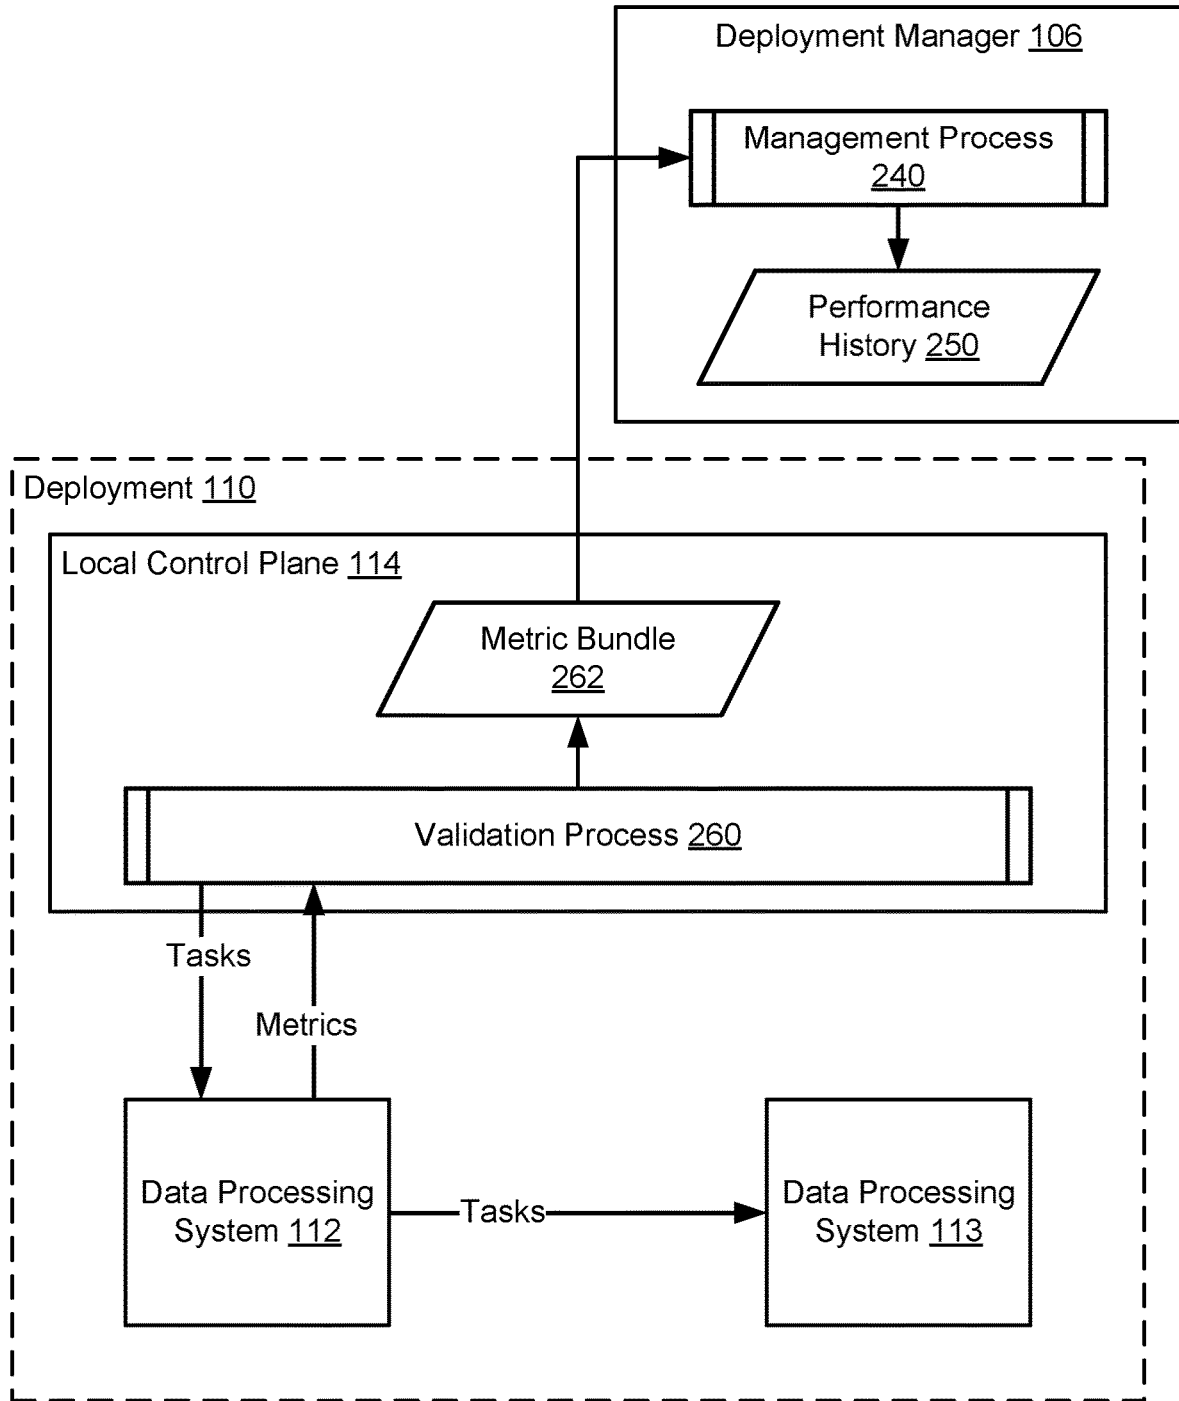 Deployment Manager 106
Management Process
240
Performance
History 250
Deployment 110
Local Control Plane 114
Metric Bundle
262
Validation Process 260
Tasks
Metrics
Data Processing
System 112
Tasks
Data Processing
System 113